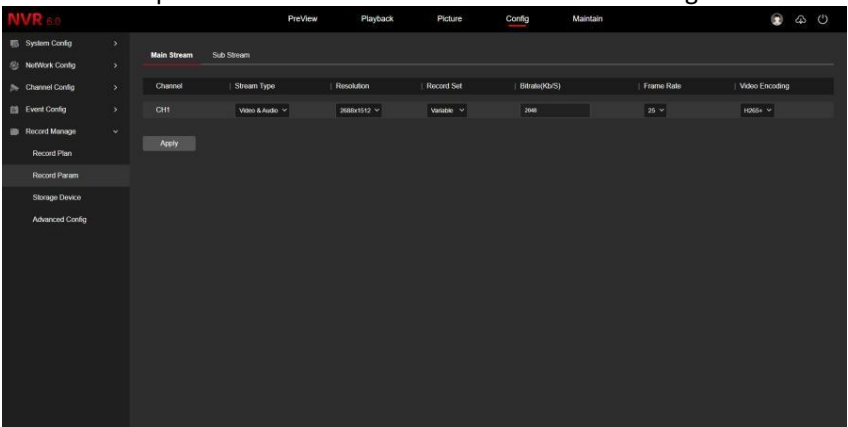 NVR 6.0 PreView Playback Picture Config Maintain
System Config
NetWork Config
Channel Config
Event Config
Record Manage
Record Plan
Record Param
Storage Device
Advanced Config
Main Stream Sub Stream
Channel Stream Type Resolution Record Set Bitrate(Kb/S) Frame Rate Video Encoding
CH1 Video & Audio 2688x1512 Variable 2048 25 H265+
Apply